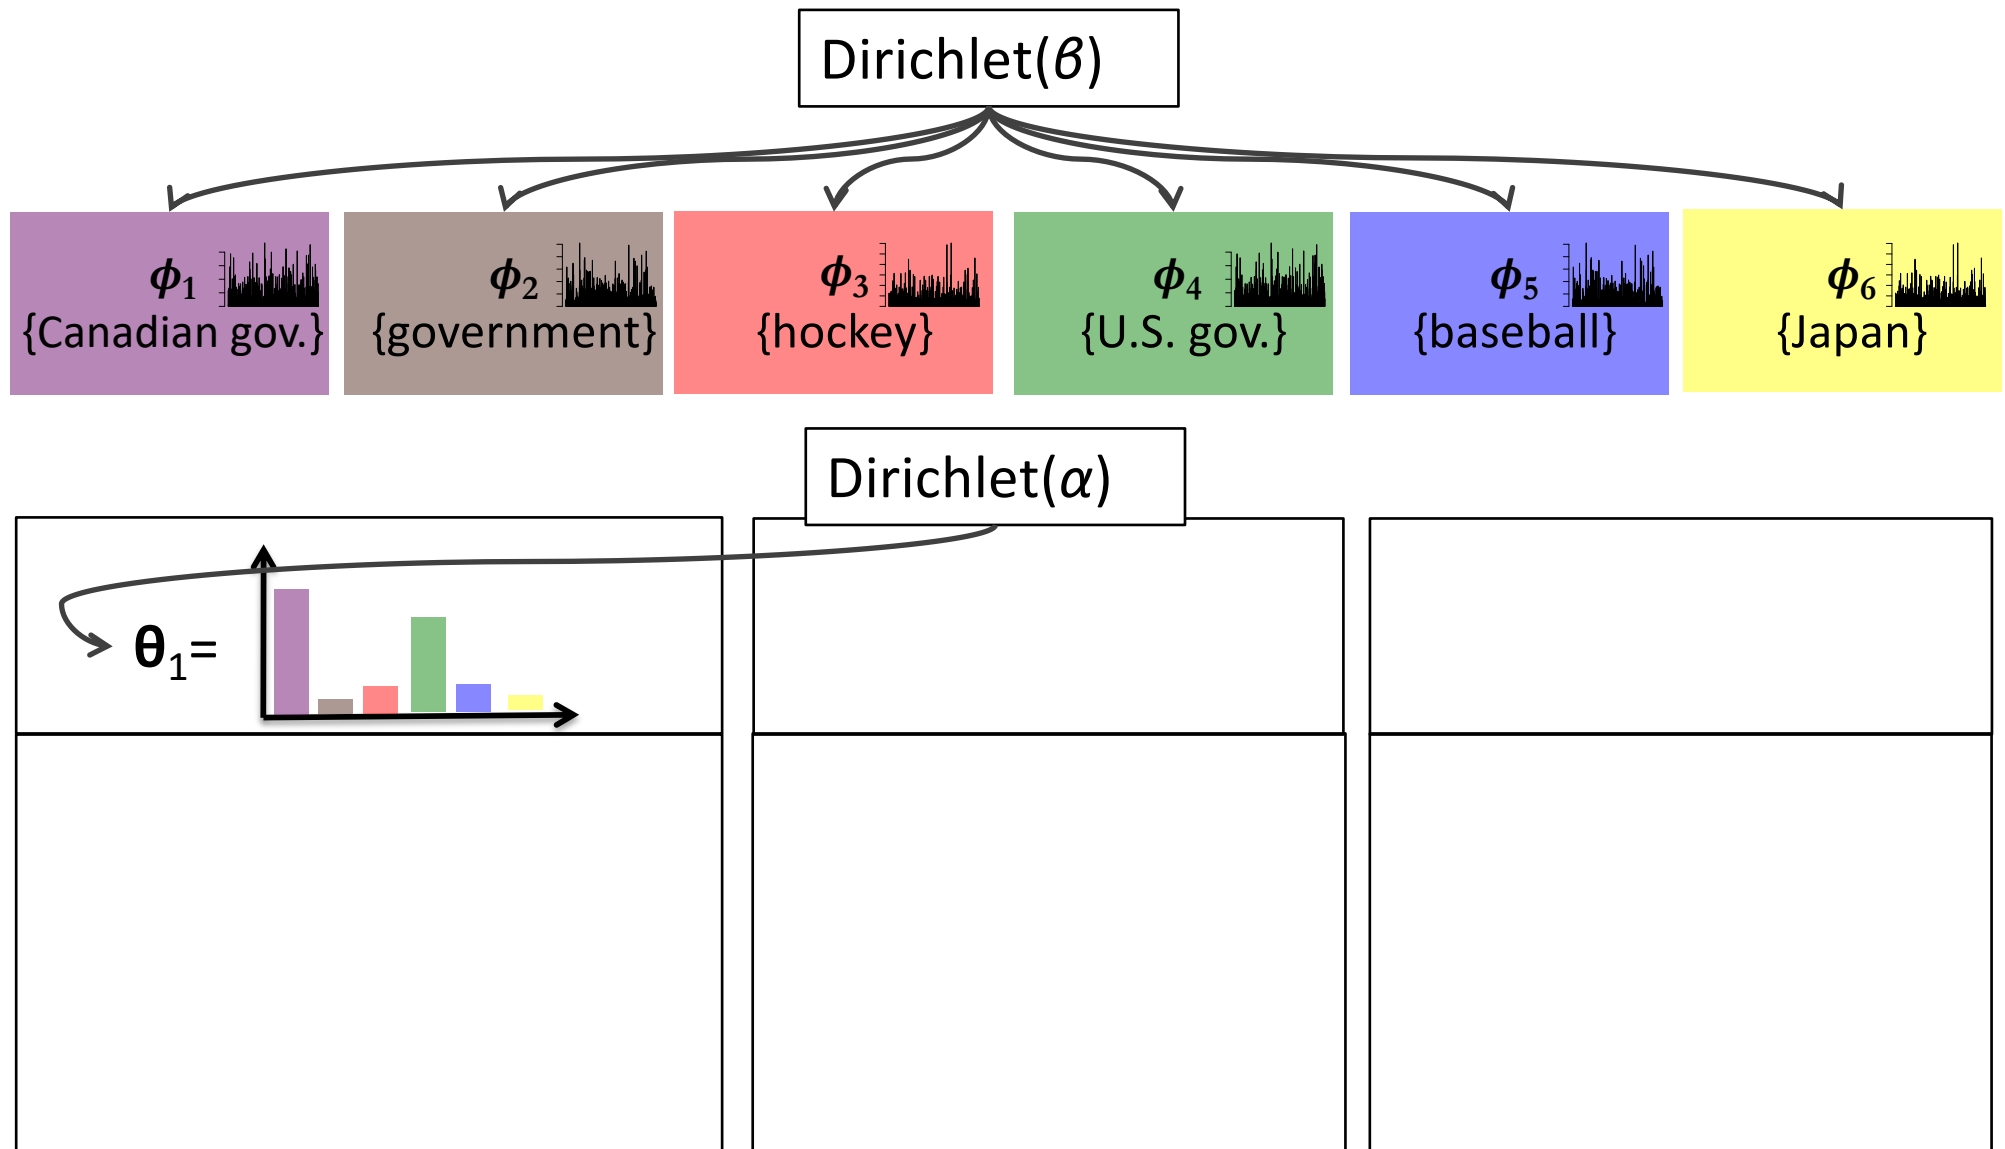 Dirichlet(β)
ϕ₁
{Canadian gov.}
ϕ₂
{government}
ϕ₃
{hockey}
ϕ₄
{U.S. gov.}
ϕ₅
{baseball}
ϕ₆
{Japan}
Dirichlet(α)
θ₁=